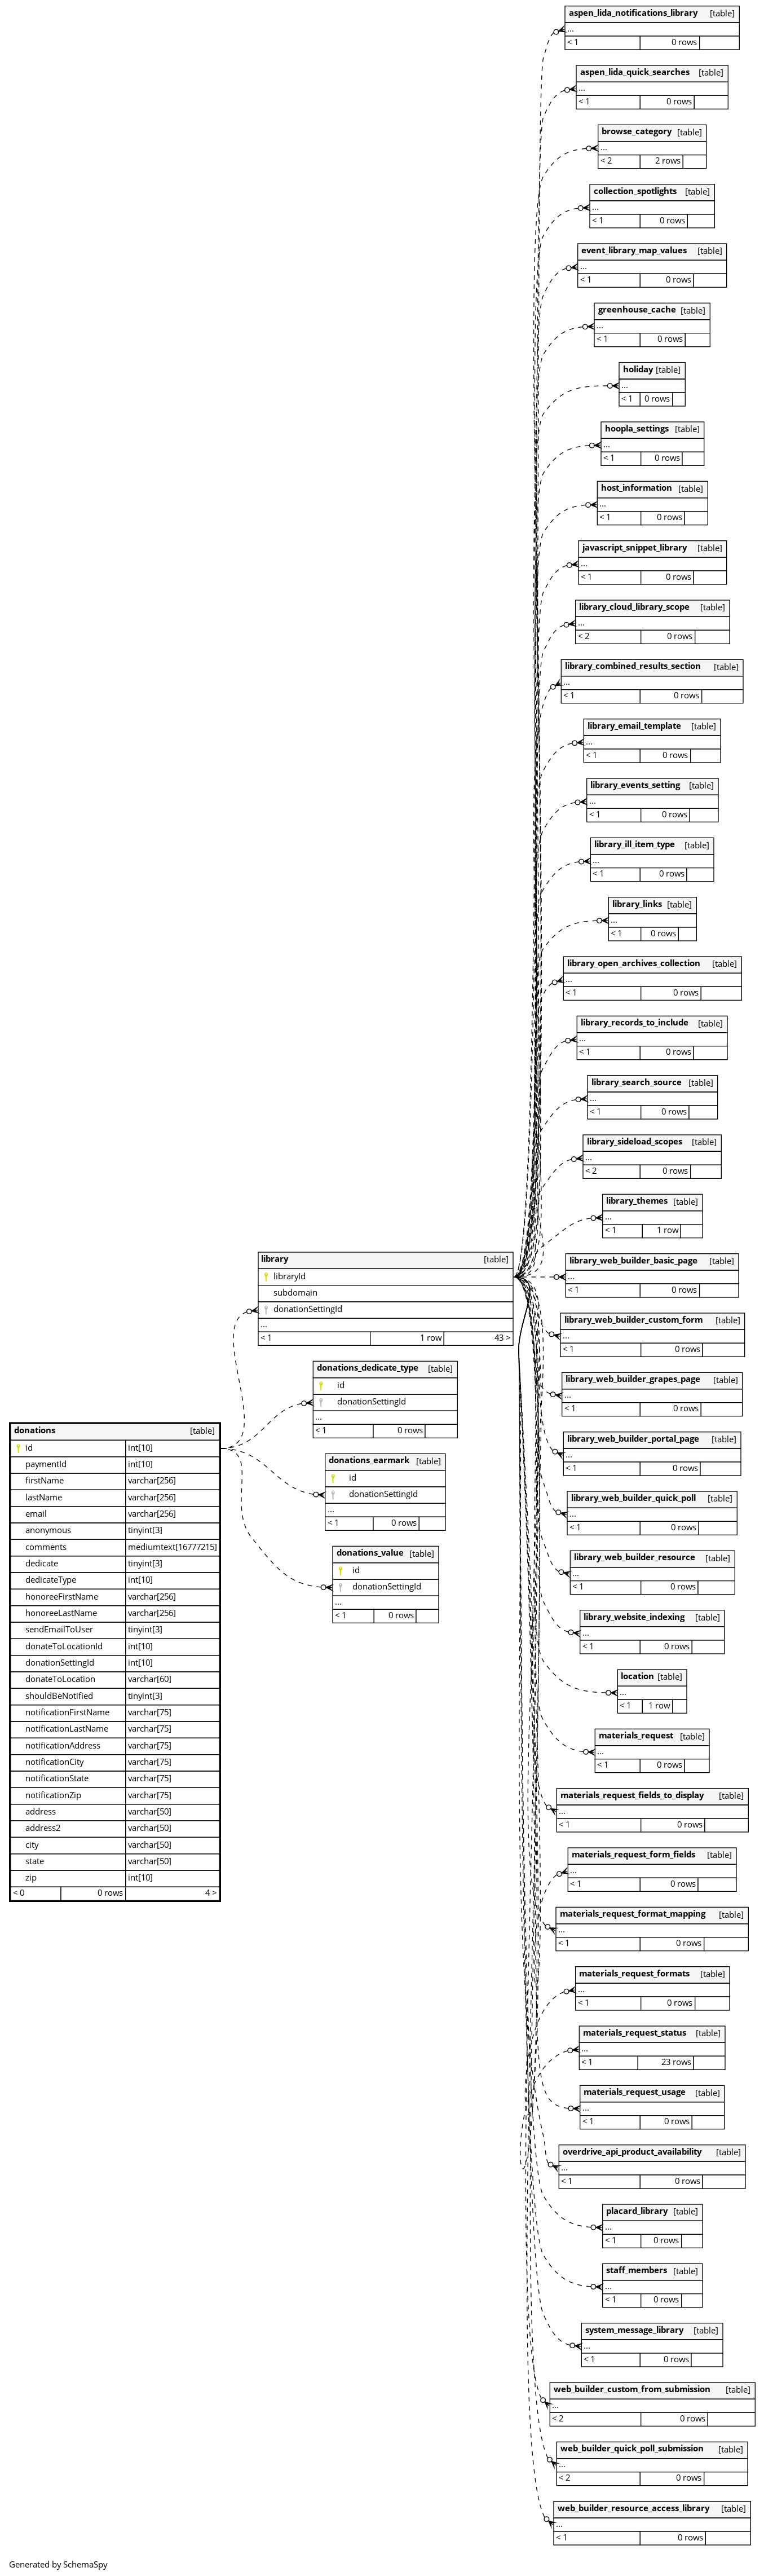 aspen_lida_notifications_library [table]
...
< 1 0 rows
aspen_lida_quick_searches [table]
...
< 1 0 rows
browse_category [table]
...
< 2 2 rows
collection_spotlights [table]
...
< 1 0 rows
event_library_map_values [table]
...
< 1 0 rows
greenhouse_cache [table]
...
< 1 0 rows
holiday [table]
...
< 1 0 rows
hoopla_settings [table]
...
< 1 0 rows
host_information [table]
...
< 1 0 rows
javascript_snippet_library [table]
...
< 1 0 rows
library_cloud_library_scope [table]
...
< 2 0 rows
library_combined_results_section [table]
...
< 1 0 rows
library_email_template [table]
...
< 1 0 rows
library_events_setting [table]
...
< 1 0 rows
library_ill_item_type [table]
...
< 1 0 rows
library_links [table]
...
< 1 0 rows
library_open_archives_collection [table]
...
< 1 0 rows
library_records_to_include [table]
...
< 1 0 rows
library_search_source [table]
...
< 1 0 rows
library_sideload_scopes [table]
...
< 2 0 rows
library_themes [table]
...
< 1 1 row
library_web_builder_basic_page [table]
...
< 1 0 rows
library_web_builder_custom_form [table]
...
< 1 0 rows
library_web_builder_grapes_page [table]
...
< 1 0 rows
library_web_builder_portal_page [table]
...
< 1 0 rows
library_web_builder_quick_poll [table]
...
< 1 0 rows
library_web_builder_resource [table]
...
< 1 0 rows
library_website_indexing [table]
...
< 1 0 rows
location [table]
...
< 1 1 row
materials_request [table]
...
< 1 0 rows
materials_request_fields_to_display [table]
...
< 1 0 rows
materials_request_form_fields [table]
...
< 1 0 rows
materials_request_format_mapping [table]
...
< 1 0 rows
materials_request_formats [table]
...
< 1 0 rows
materials_request_status [table]
...
< 1 23 rows
materials_request_usage [table]
...
< 1 0 rows
overdrive_api_product_availability [table]
...
< 1 0 rows
placard_library [table]
...
< 1 0 rows
staff_members [table]
...
< 1 0 rows
system_message_library [table]
...
< 1 0 rows
web_builder_custom_from_submission [table]
...
< 2 0 rows
web_builder_quick_poll_submission [table]
...
< 2 0 rows
web_builder_resource_access_library [table]
...
< 1 0 rows
library [table]
libraryId
subdomain
donationSettingId
...
< 1 1 row 43 >
donations_dedicate_type [table]
id
donationSettingId
...
< 1 0 rows
donations_earmark [table]
id
donationSettingId
...
< 1 0 rows
donations_value [table]
id
donationSettingId
...
< 1 0 rows
donations [table]
id int[10]
paymentId int[10]
firstName varchar[256]
lastName varchar[256]
email varchar[256]
anonymous tinyint[3]
comments mediumtext[16777215]
dedicate tinyint[3]
dedicateType int[10]
honoreeFirstName varchar[256]
honoreeLastName varchar[256]
sendEmailToUser tinyint[3]
donateToLocationId int[10]
donationSettingId int[10]
donateToLocation varchar[60]
shouldBeNotified tinyint[3]
notificationFirstName varchar[75]
notificationLastName varchar[75]
notificationAddress varchar[75]
notificationCity varchar[75]
notificationState varchar[75]
notificationZip varchar[75]
address varchar[50]
address2 varchar[50]
city varchar[50]
state varchar[50]
zip int[10]
< 0 0 rows 4 >
Generated by SchemaSpy